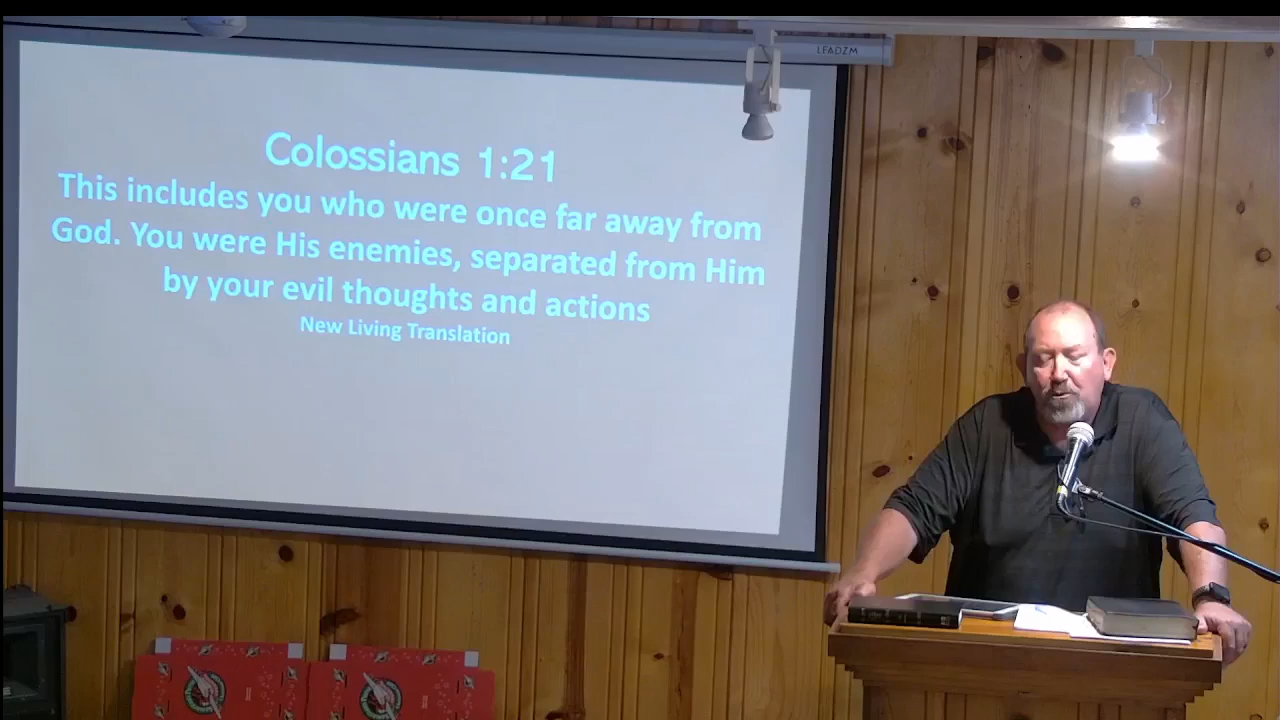 LEADZM
Colossians 1:21
This includes you who were once far away from
God. You were His enemies, separated from Him
by your evil thoughts and actions
New Living Translation